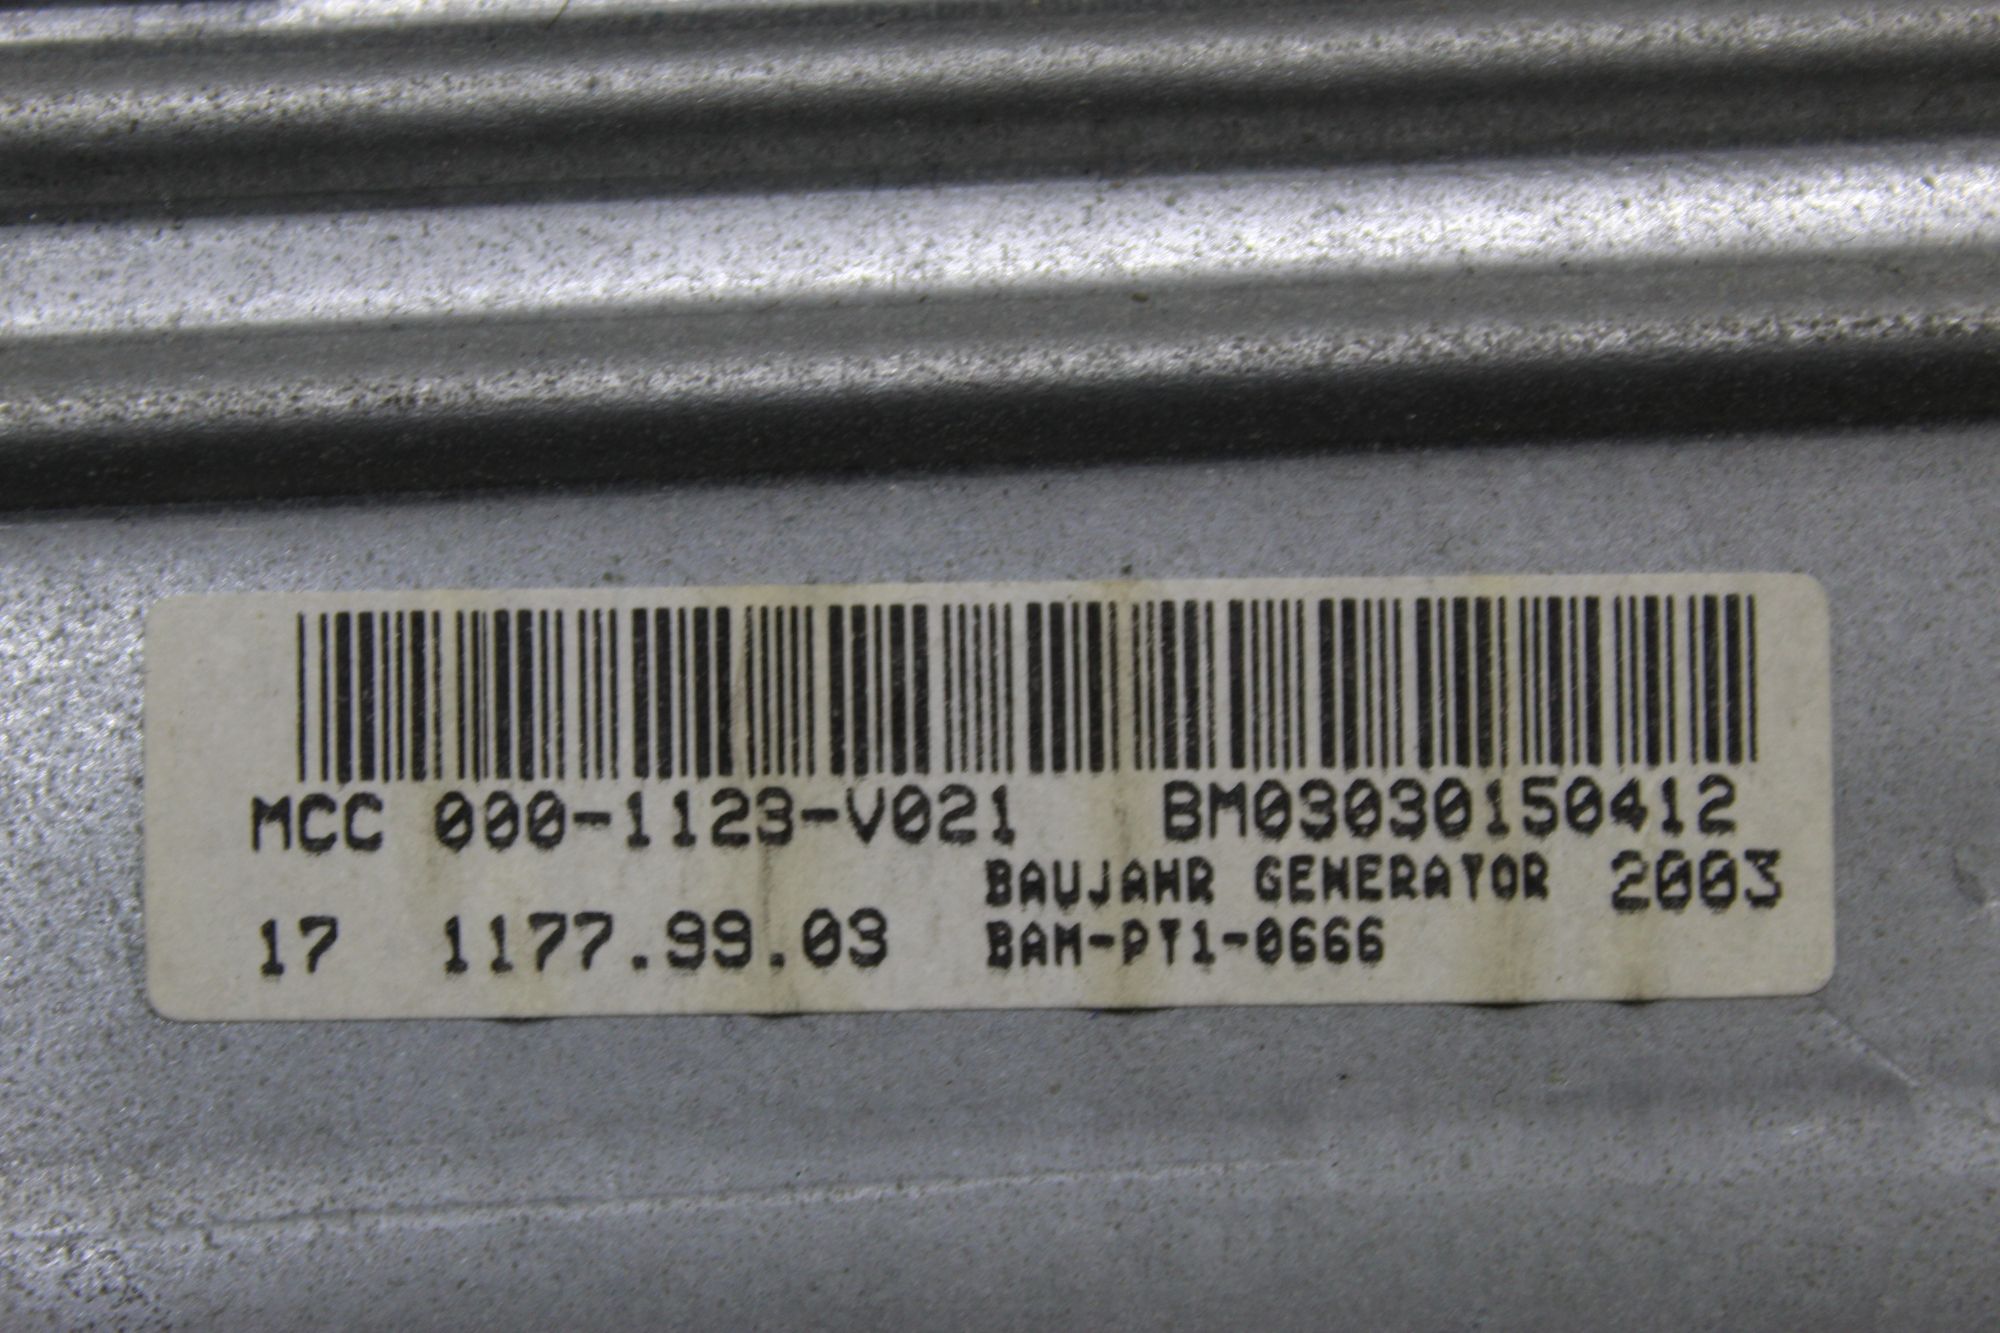 MCC 000-1123-V021 BM03030150412
BAUJAHR GENERATOR 2003
17 1177.99.03 BAM-PT1-0666